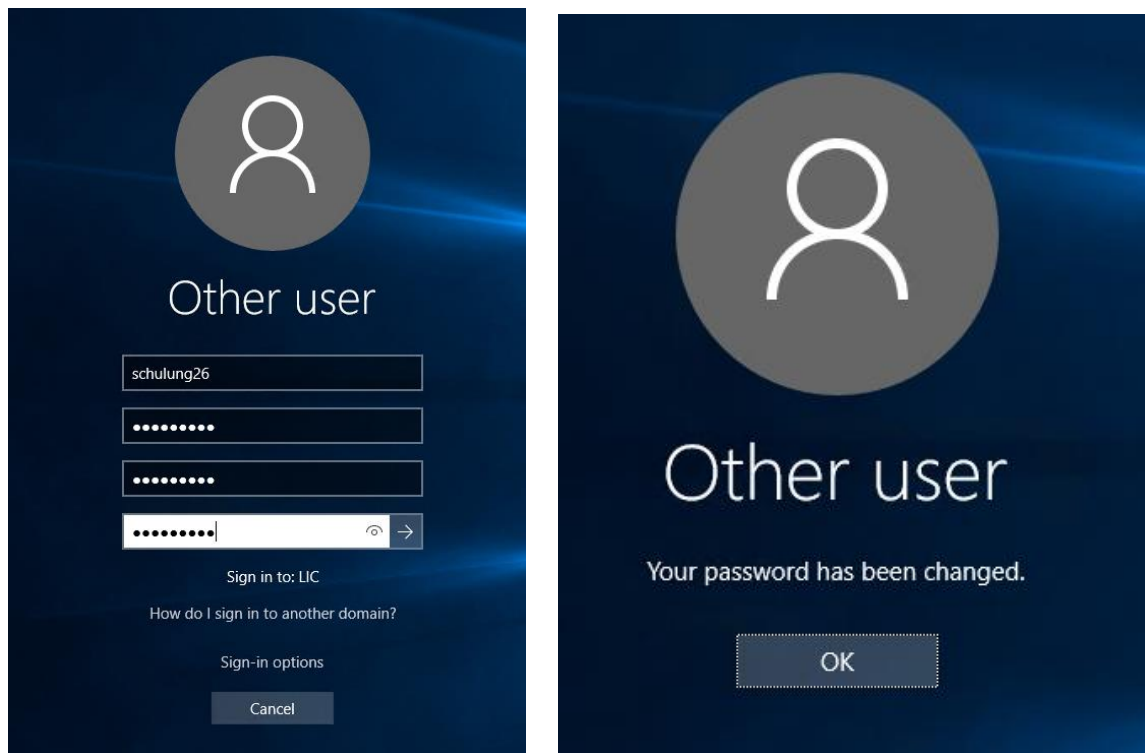 Other user
schulung26
•••••••••
•••••••••
•••••••••
Sign in to: LIC
How do I sign in to another domain?
Sign-in options
Cancel
Other user
Your password has been changed.
OK